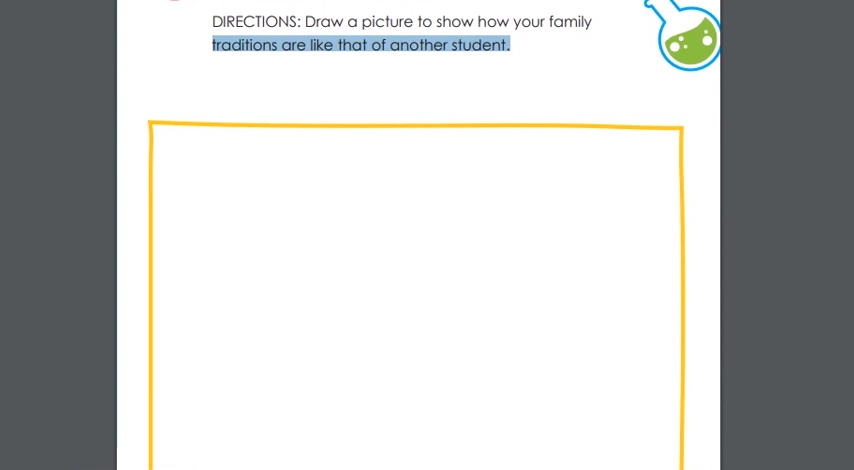 DIRECTIONS: Draw a picture to show how your family
traditions are like that of another student.